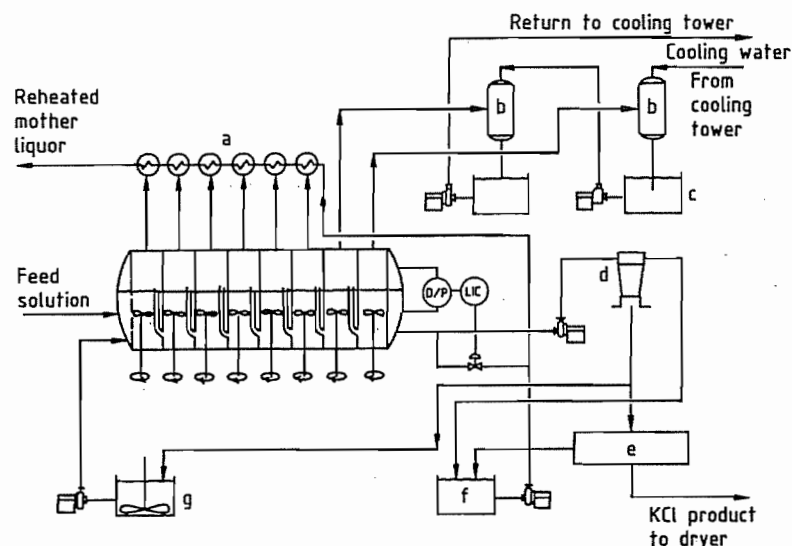 Return to cooling tower
Cooling water
From
cooling
tower
Reheated
mother
liquor
a
b
b
c
Feed
solution
D/P
LIC
d
e
f
g
KCl product
to dryer